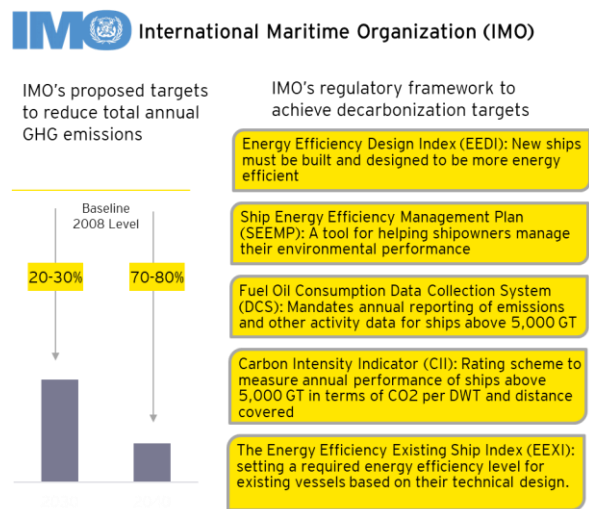 IMO International Maritime Organization (IMO)
IMO's proposed targets
to reduce total annual
GHG emissions
Baseline
2008 Level
20-30%
70-80%
IMO's regulatory framework to
achieve decarbonization targets
Energy Efficiency Design Index (EEDI): New ships
must be built and designed to be more energy
efficient
Ship Energy Efficiency Management Plan
(SEEMP): A tool for helping shipowners manage
their environmental performance
Fuel Oil Consumption Data Collection System
(DCS): Mandates annual reporting of emissions
and other activity data for ships above 5,000 GT
Carbon Intensity Indicator (CII): Rating scheme to
measure annual performance of ships above
5,000 GT in terms of CO2 per DWT and distance
covered
The Energy Efficiency Existing Ship Index (EEXI):
setting a required energy efficiency level for
existing vessels based on their technical design.